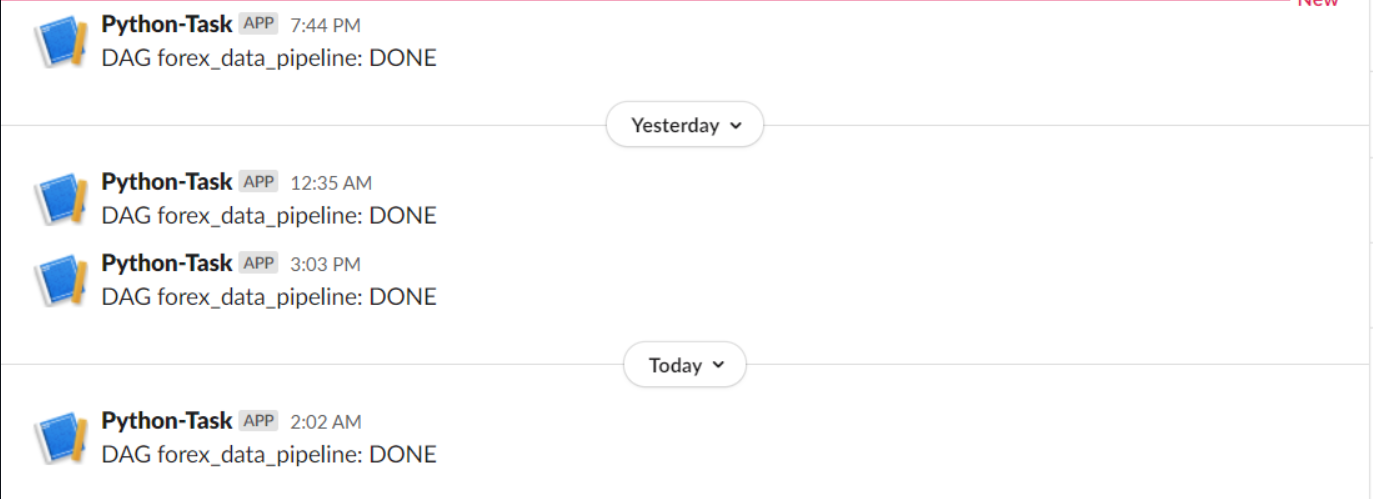 New
Python-Task APP 7:44 PM
DAG forex_data_pipeline: DONE
Yesterday
Python-Task APP 12:35 AM
DAG forex_data_pipeline: DONE
Python-Task APP 3:03 PM
DAG forex_data_pipeline: DONE
Today
Python-Task APP 2:02 AM
DAG forex_data_pipeline: DONE